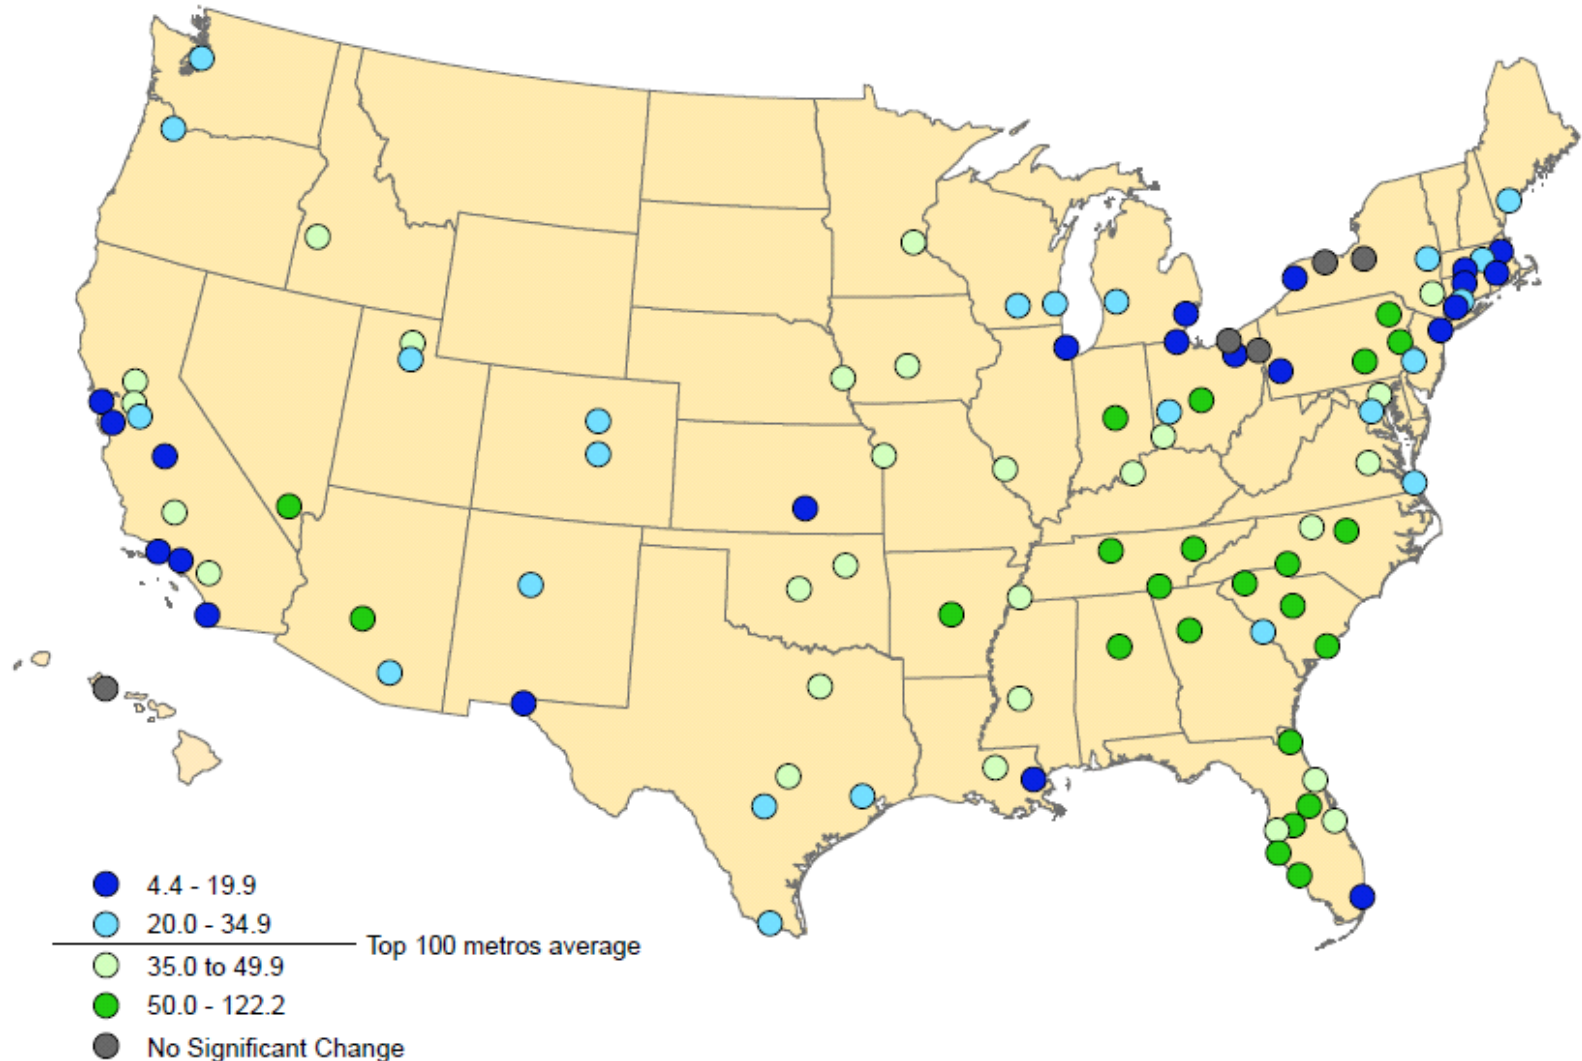 4.4 - 19.9
20.0 - 34.9
Top 100 metros average
35.0 to 49.9
50.0 - 122.2
No Significant Change